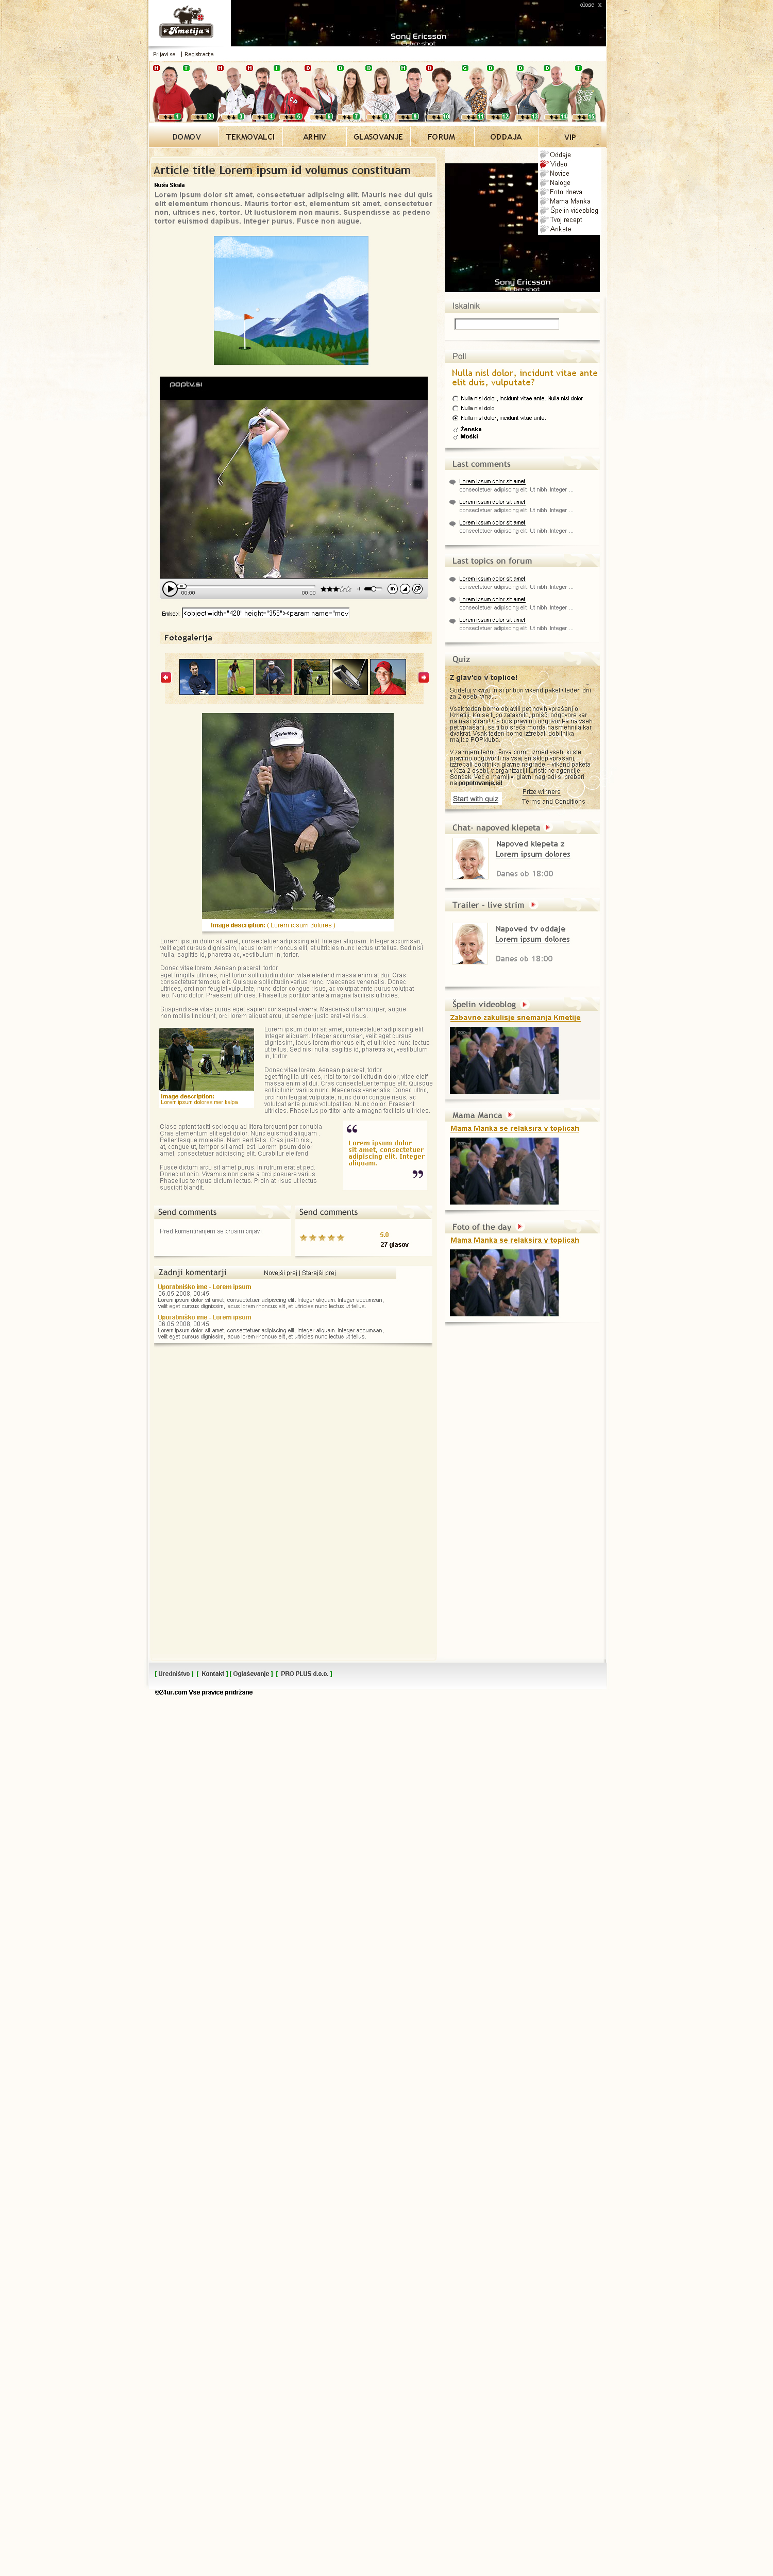 Kmetija
close x
Sony Ericsson
Cyber-shot
Prijavi se | Registracija
H T H H T D D D H D G D D D T
1 2 3 4 5 6 7 8 9 10 11 12 13 14 15
DOMOV TEKMOVALCI ARHIV GLASOVANJE FORUM ODDAJA VIP
Oddaje
Video
Novice
Naloge
Foto dneva
Mama Manka
Špelin videoblog
Tvoj recept
Ankete
Article title Lorem ipsum id volumus constituam
Nuša Skala
Lorem ipsum dolor sit amet, consectetuer adipiscing elit. Mauris nec dui quis
elit elementum rhoncus. Mauris tortor est, elementum sit amet, consectetuer
non, ultrices nec, tortor. Ut luctuslorem non mauris. Suspendisse ac pedeno
tortor euismod dapibus. Integer purus. Fusce non augue.
poptv.si
00:00 00:00
Embed: <object width="420" height="355"><param name="mov
Fotogalerija
Image description: ( Lorem ipsum dolores )
Lorem ipsum dolor sit amet, consectetuer adipiscing elit. Integer aliquam. Integer accumsan,
velit eget cursus dignissim, lacus lorem rhoncus elit, et ultricies nunc lectus ut tellus. Sed nisi
nulla, sagittis id, pharetra ac, vestibulum in, tortor.
Donec vitae lorem. Aenean placerat, tortor
eget fringilla ultrices, nisl tortor sollicitudin dolor, vitae eleifend massa enim at dui. Cras
consectetuer tempus elit. Quisque sollicitudin varius nunc. Maecenas venenatis. Donec
ultrices, orci non feugiat vulputate, nunc dolor congue risus, ac volutpat ante purus volutpat
leo. Nunc dolor. Praesent ultricies. Phasellus porttitor ante a magna facilisis ultricies.
Suspendisse vitae purus eget sapien consequat viverra. Maecenas ullamcorper, augue
non mollis tincidunt, orci lorem aliquet arcu, ut semper justo erat vel risus.
Lorem ipsum dolor sit amet, consectetuer adipiscing elit.
Integer aliquam. Integer accumsan, velit eget cursus
dignissim, lacus lorem rhoncus elit, et ultricies nunc lectus
ut tellus. Sed nisi nulla, sagittis id, pharetra ac, vestibulum
in, tortor.
Donec vitae lorem. Aenean placerat, tortor
eget fringilla ultrices, nisl tortor sollicitudin dolor, vitae eleif
massa enim at dui. Cras consectetuer tempus elit. Quisque
sollicitudin varius nunc. Maecenas venenatis. Donec ultric,
orci non feugiat vulputate, nunc dolor congue risus, ac
volutpat ante purus volutpat leo. Nunc dolor. Praesent
ultricies. Phasellus porttitor ante a magna facilisis ultricies.
Image description:
Lorem ipsum dolores mer kalpa
Class aptent taciti sociosqu ad litora torquent per conubia
Cras elementum elit eget dolor. Nunc euismod aliquam .
Pellentesque molestie. Nam sed felis. Cras justo nisi,
at, congue ut, tempor sit amet, est. Lorem ipsum dolor
amet, consectetuer adipiscing elit. Curabitur eleifend
Fusce dictum arcu sit amet purus. In rutrum erat et ped.
Donec ut odio. Vivamus non pede a orci posuere varius.
Phasellus tempus dictum lectus. Proin at risus ut lectus
suscipit blandit.
“
Lorem ipsum dolor
sit amet, consectetuer
adipiscing elit. Integer
aliquam.
”
Send comments
Pred komentiranjem se prosim prijavi.
Send comments
5.0
27 glasov
Zadnji komentarji Novejši prej | Starejši prej
Uporabniško ime - Lorem ipsum
06.05.2008, 00:45
Lorem ipsum dolor sit amet, consectetuer adipiscing elit. Integer aliquam. Integer accumsan,
velit eget cursus dignissim, lacus lorem rhoncus elit, et ultricies nunc lectus ut tellus.
Uporabniško ime - Lorem ipsum
06.05.2008, 00:45
Lorem ipsum dolor sit amet, consectetuer adipiscing elit. Integer aliquam. Integer accumsan,
velit eget cursus dignissim, lacus lorem rhoncus elit, et ultricies nunc lectus ut tellus.
Sony Ericsson
Cyber-shot
Iskalnik
Poll
Nulla nisl dolor, incidunt vitae ante
elit duis, vulputate?
Nulla nisl dolor, incidunt vitae ante. Nulla nisl dolor
Nulla nisl dolo
Nulla nisl dolor, incidunt vitae ante.
Ženska
Moški
Last comments
Lorem ipsum dolor sit amet
consectetuer adipiscing elit. Ut nibh. Integer ...
Lorem ipsum dolor sit amet
consectetuer adipiscing elit. Ut nibh. Integer ...
Lorem ipsum dolor sit amet
consectetuer adipiscing elit. Ut nibh. Integer ...
Last topics on forum
Lorem ipsum dolor sit amet
consectetuer adipiscing elit. Ut nibh. Integer ...
Lorem ipsum dolor sit amet
consectetuer adipiscing elit. Ut nibh. Integer ...
Lorem ipsum dolor sit amet
consectetuer adipiscing elit. Ut nibh. Integer ...
Quiz
Z glav'co v toplice!
Sodeluj v kvizu in si pribori vikend paket / teden dni
za 2 osebi vma ...
Vsak teden bomo objavili pet novih vprašanj o
Kmetiji. Ko se ti bo zataknilo, poišči odgovore kar
na naši strani! Če boš pravilno odgovoril-a na vseh
pet vprašanj, se ti bo sreča morda nasmehnila kar
dvakrat. Vsak teden bomo izžrebali dobitnika
majice POPkluba.
V zadnjem tednu šova bomo izmed vseh, ki ste
pravilno odgovorili na vsaj en sklop vprašanj,
izžrebali dobitnika glavne nagrade – vikend paketa
v X za 2 osebi, v organizaciji turistične agencije
Sonček. Več o mamljivi glavni nagradi si preberi
na popotovanje.si!
Start with quiz
Prize winners
Terms and Conditions
Chat- napoved klepeta
Napoved klepeta z
Lorem ipsum dolores
Danes ob 18:00
Trailer - live strim
Napoved tv oddaje
Lorem ipsum dolores
Danes ob 18:00
Špelin videoblog
Zabavno zakulisje snemanja Kmetije
Mama Manca
Mama Manka se relaksira v toplicah
Foto of the day
Mama Manka se relaksira v toplicah
[ Uredništvo ] [ Kontakt ] [ Oglaševanje ] [ PRO PLUS d.o.o. ]
©24ur.com Vse pravice pridržane